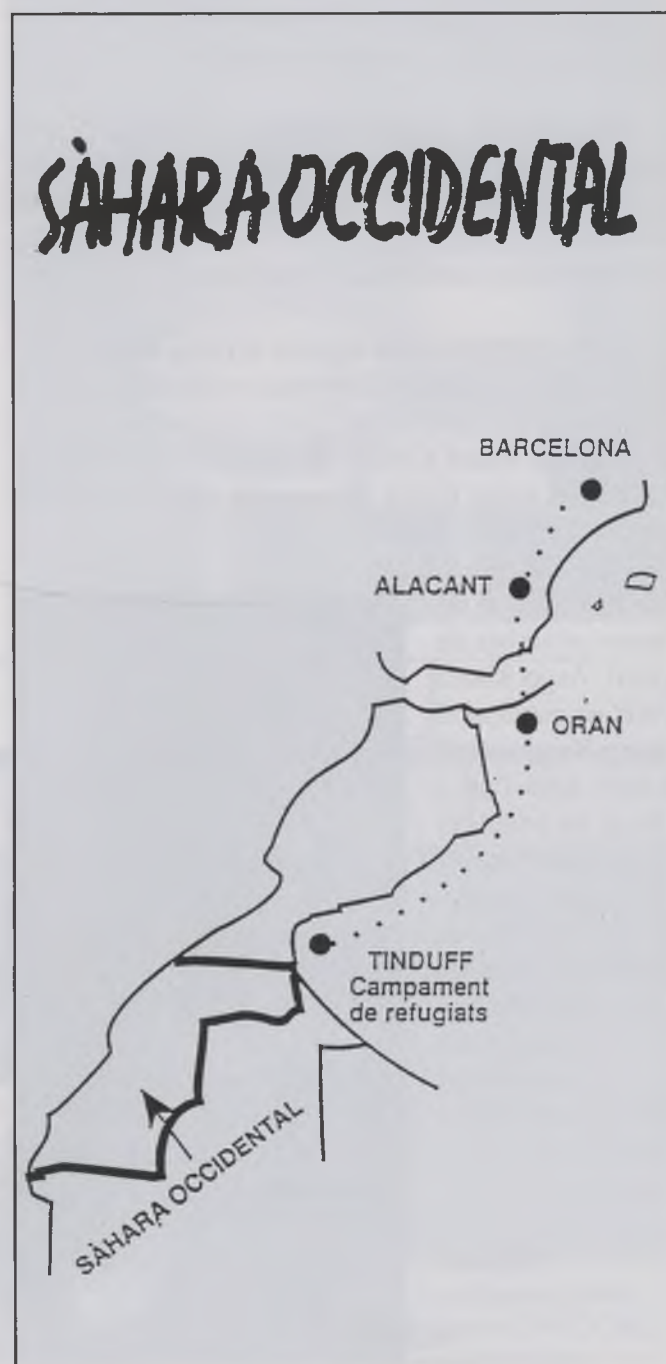 SÀHARA OCCIDENTAL
BARCELONA
ALACANT
ORAN
TINDUFF
Campament
de refugiats
SÀHARA OCCIDENTAL